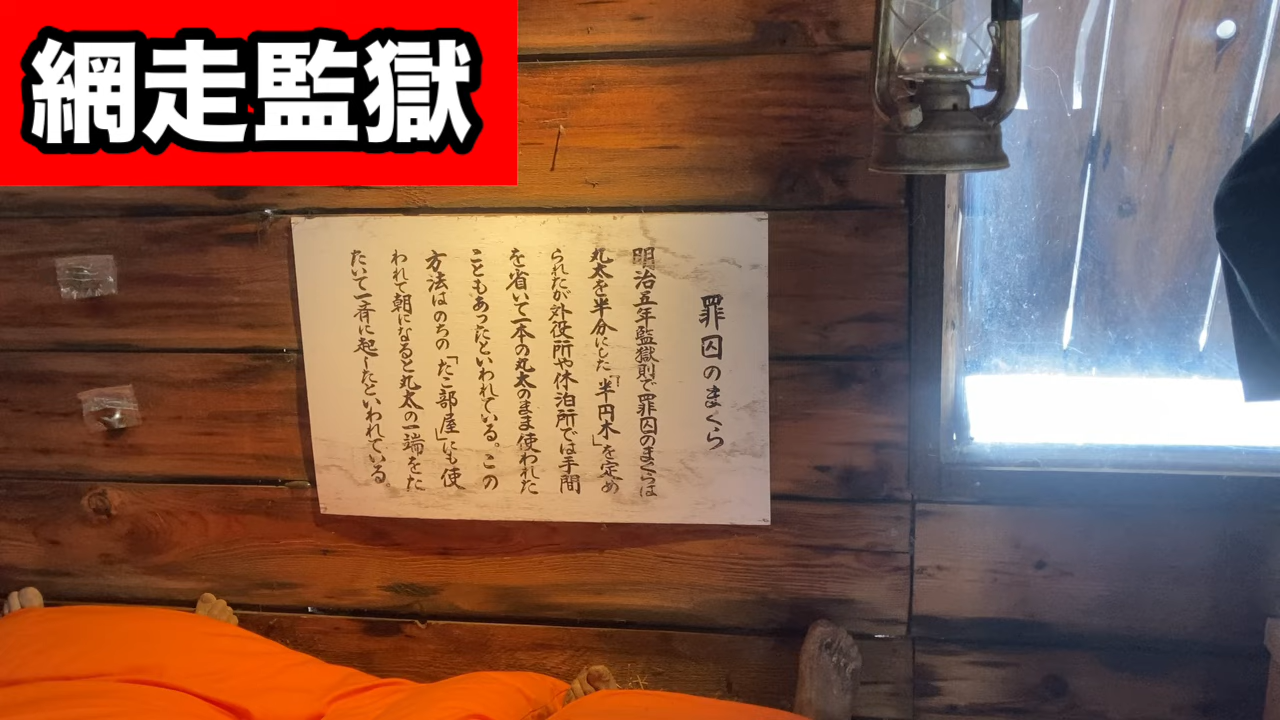 網走監獄
罪囚のまくら
明治五年監獄則で罪囚のまくらは
丸太を半分にした「半円木」を定め
られたが外役所や休泊所では手間
を省いて一本の丸太のまま使われた
こともあったといわれている。この
方法はのちの「たこ部屋」にも使
われて朝になると丸太の一端をた
たいて一斉に起したといわれている